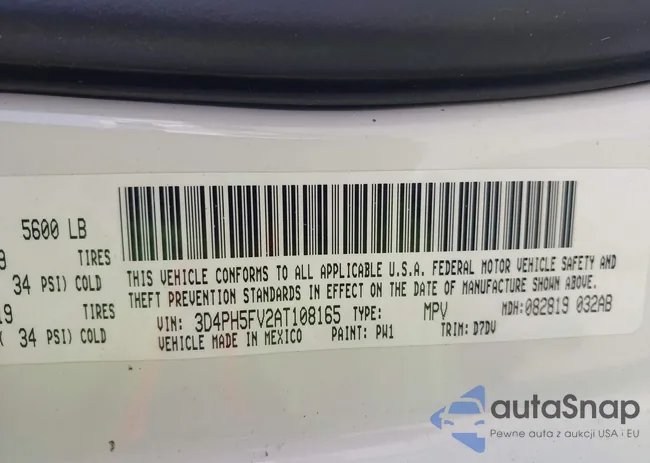 5600 LB
TIRES
34 PSI) COLD
TIRES
34 PSI) COLD
THIS VEHICLE CONFORMS TO ALL APPLICABLE U.S.A. FEDERAL MOTOR VEHICLE SAFETY AND
THEFT PREVENTION STANDARDS IN EFFECT ON THE DATE OF MANUFACTURE SHOWN ABOVE.
VIN: 3D4PH5FV2AT108165 TYPE: MPV MDH: 082819 032AB
VEHICLE MADE IN MEXICO PAINT: PW1 TRIM: D7DV
autoSnap
Pewne auta z aukcji USA i EU